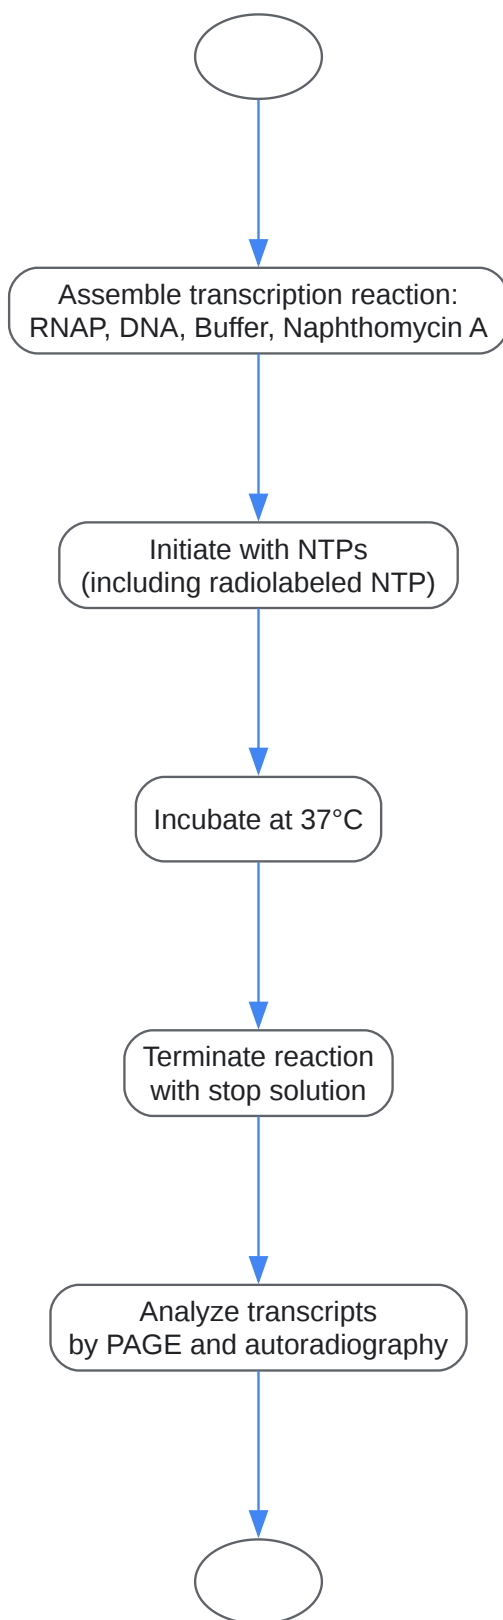 Assemble transcription reaction:
RNAP, DNA, Buffer, Naphthomycin A
Initiate with NTPs
(including radiolabeled NTP)
Incubate at 37°C
Terminate reaction
with stop solution
Analyze transcripts
by PAGE and autoradiography